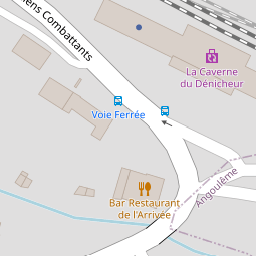 ens Combattants
La Caverne
du Dénicheur
Voie Ferrée
Angoulême
Bar Restaurant
de l'Arrivée